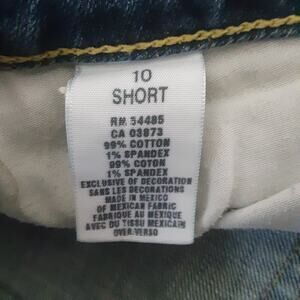 10
SHORT
RN 54485
CA 03873
99% COTTON
1% SPANDEX
99% COTON
1% SPANDEX
EXCLUSIVE OF DECORATION
SANS LES DECORATIONS
MADE IN MEXICO
OF MEXICAN FABRIC
FABRIQUE AU MEXIQUE
AVEC DU TISSU MEXICAIN
OVER/VERSO